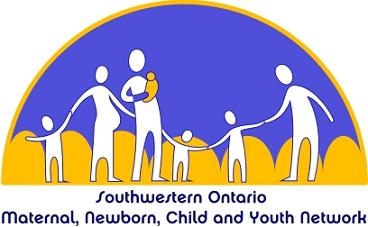 Southwestern Ontario
Maternal, Newborn, Child and Youth Network